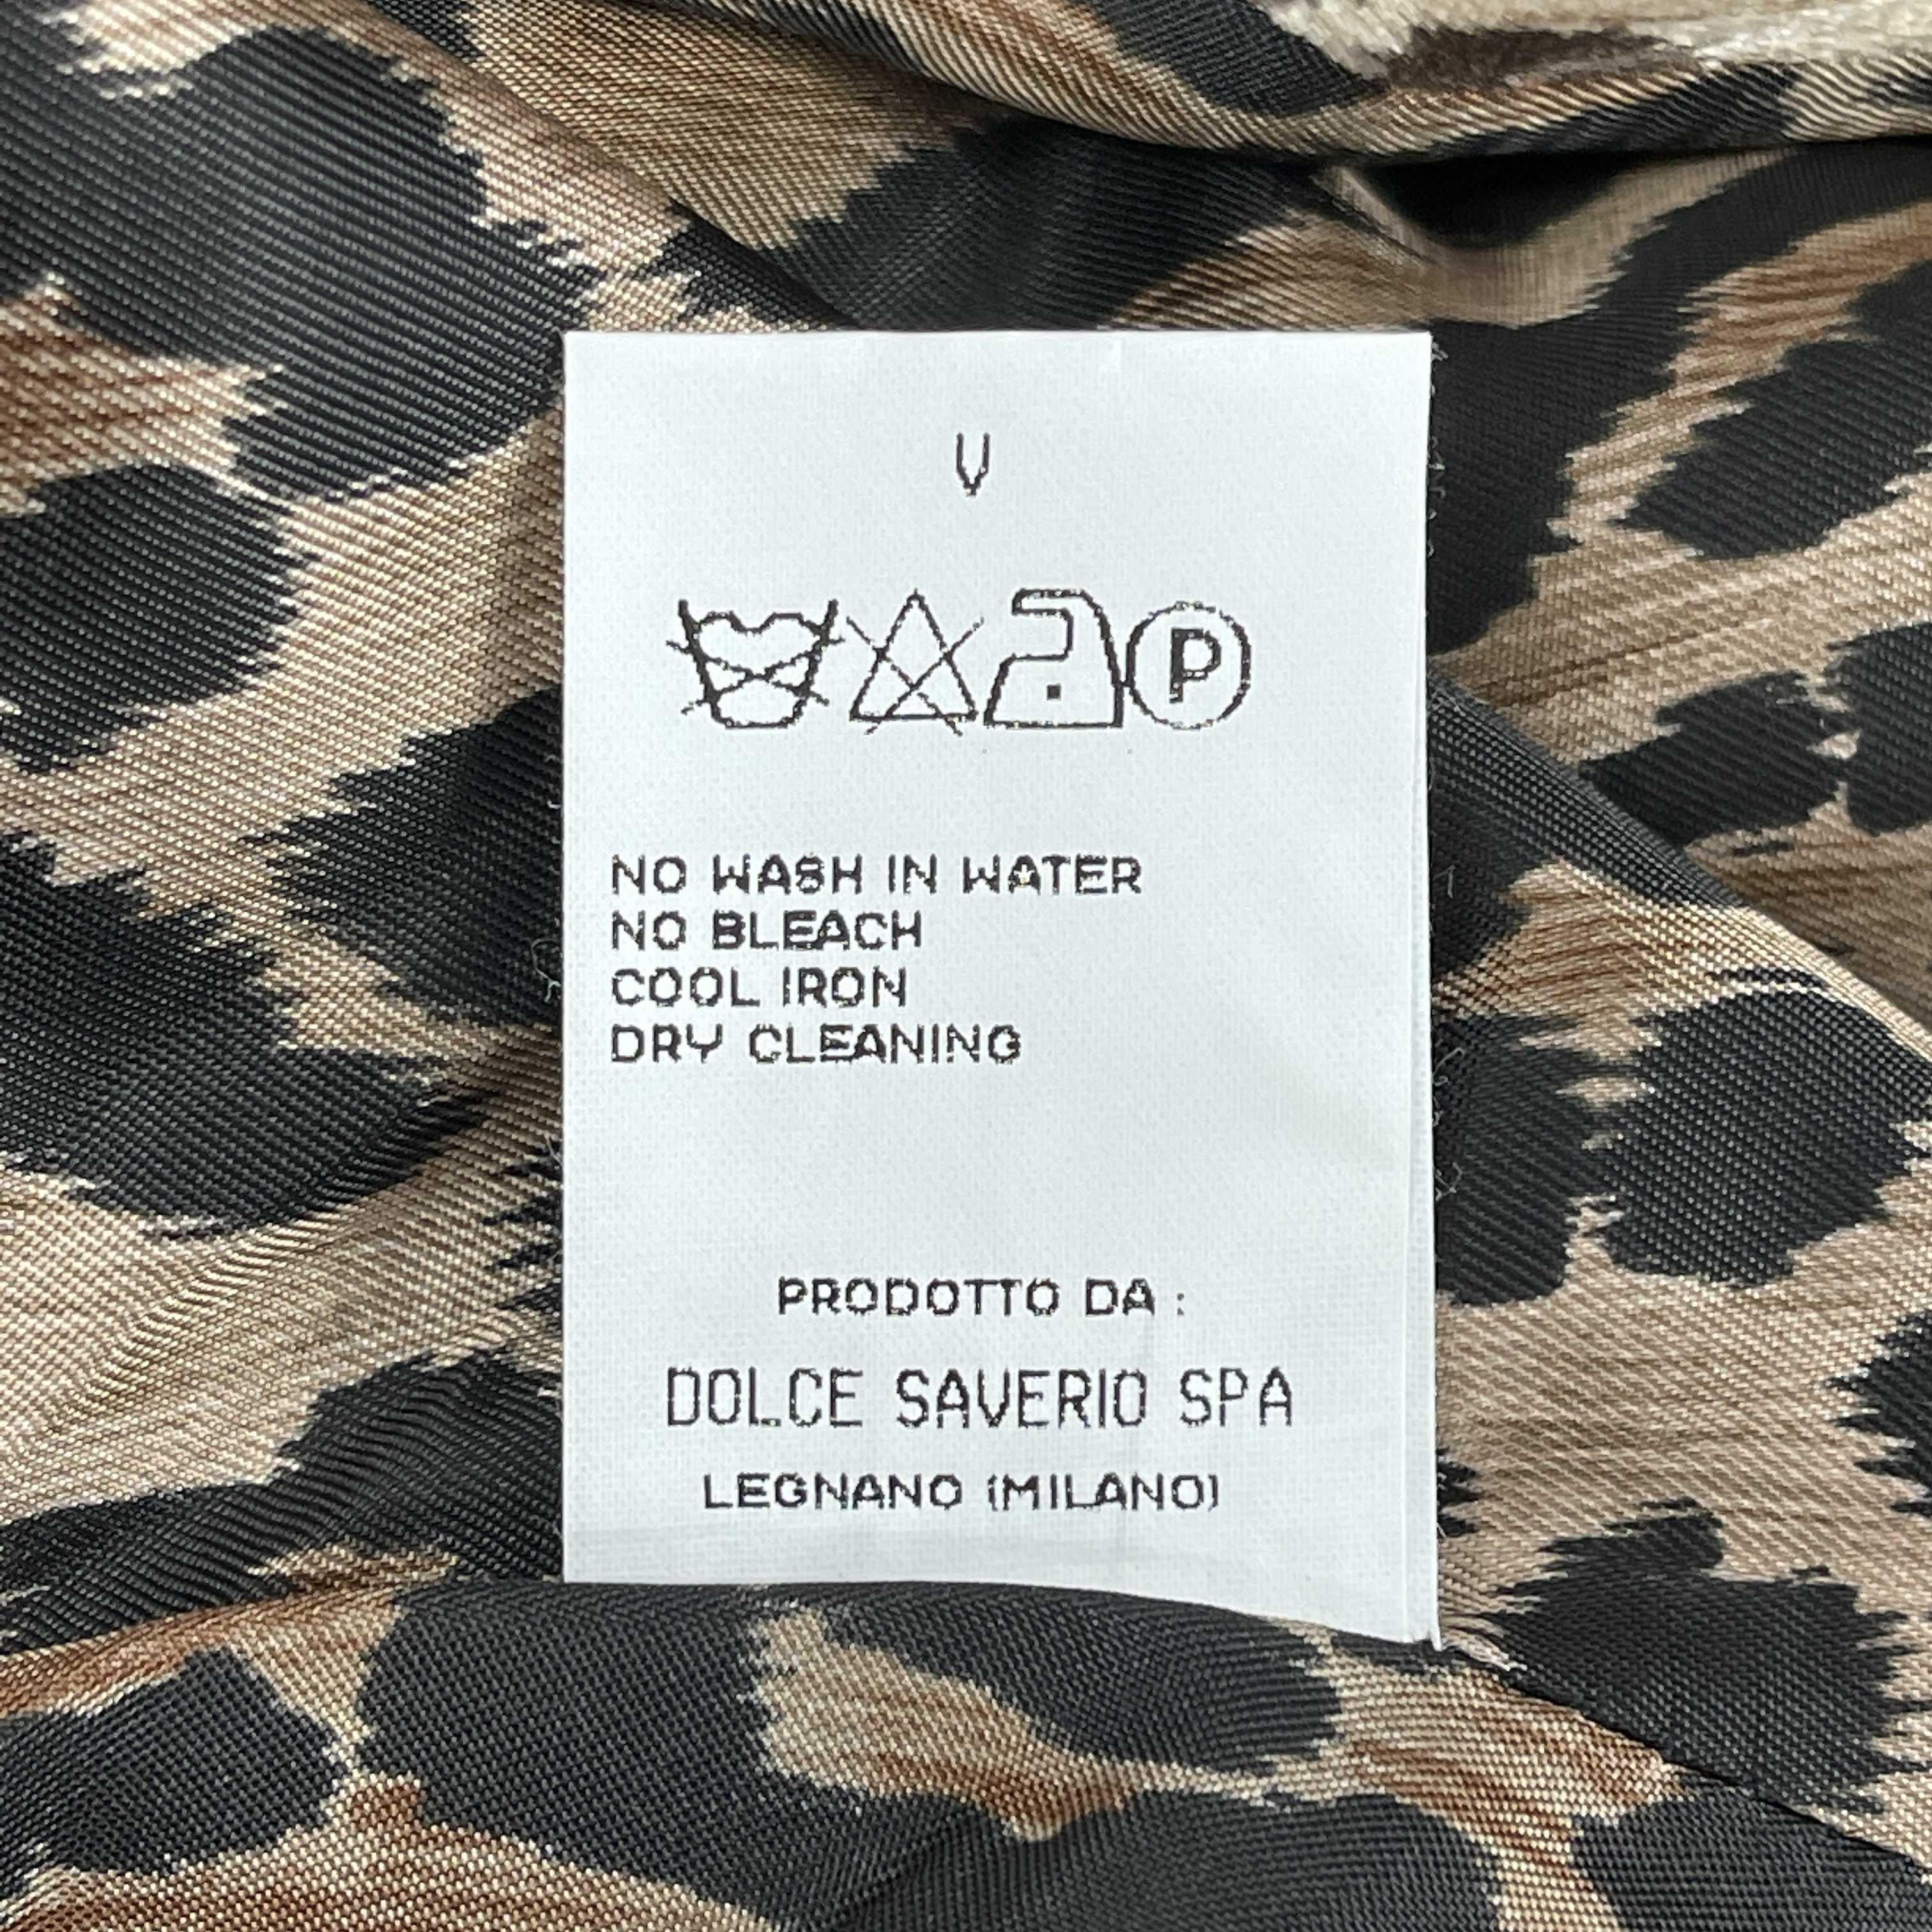 V
P
NO WASH IN WATER
NO BLEACH
COOL IRON
DRY CLEANING
PRODOTTO DA :
DOLCE SAVERIO SPA
LEGNANO (MILANO)